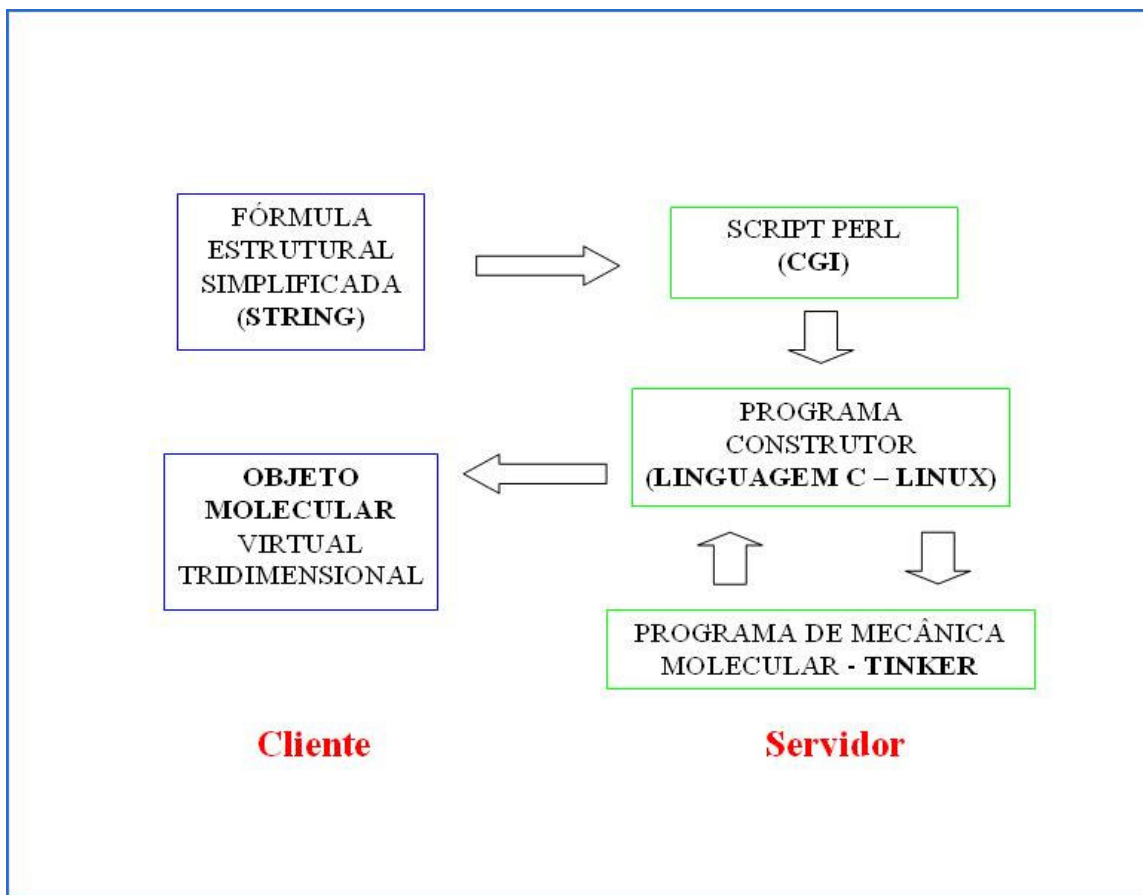 FÓRMULA
ESTRUTURAL
SIMPLIFICADA
(STRING)
SCRIPT PERL
(CGI)
PROGRAMA
CONSTRUTOR
(LINGUAGEM C – LINUX)
OBJETO
MOLECULAR
VIRTUAL
TRIDIMENSIONAL
PROGRAMA DE MECÂNICA
MOLECULAR - TINKER
Cliente
Servidor